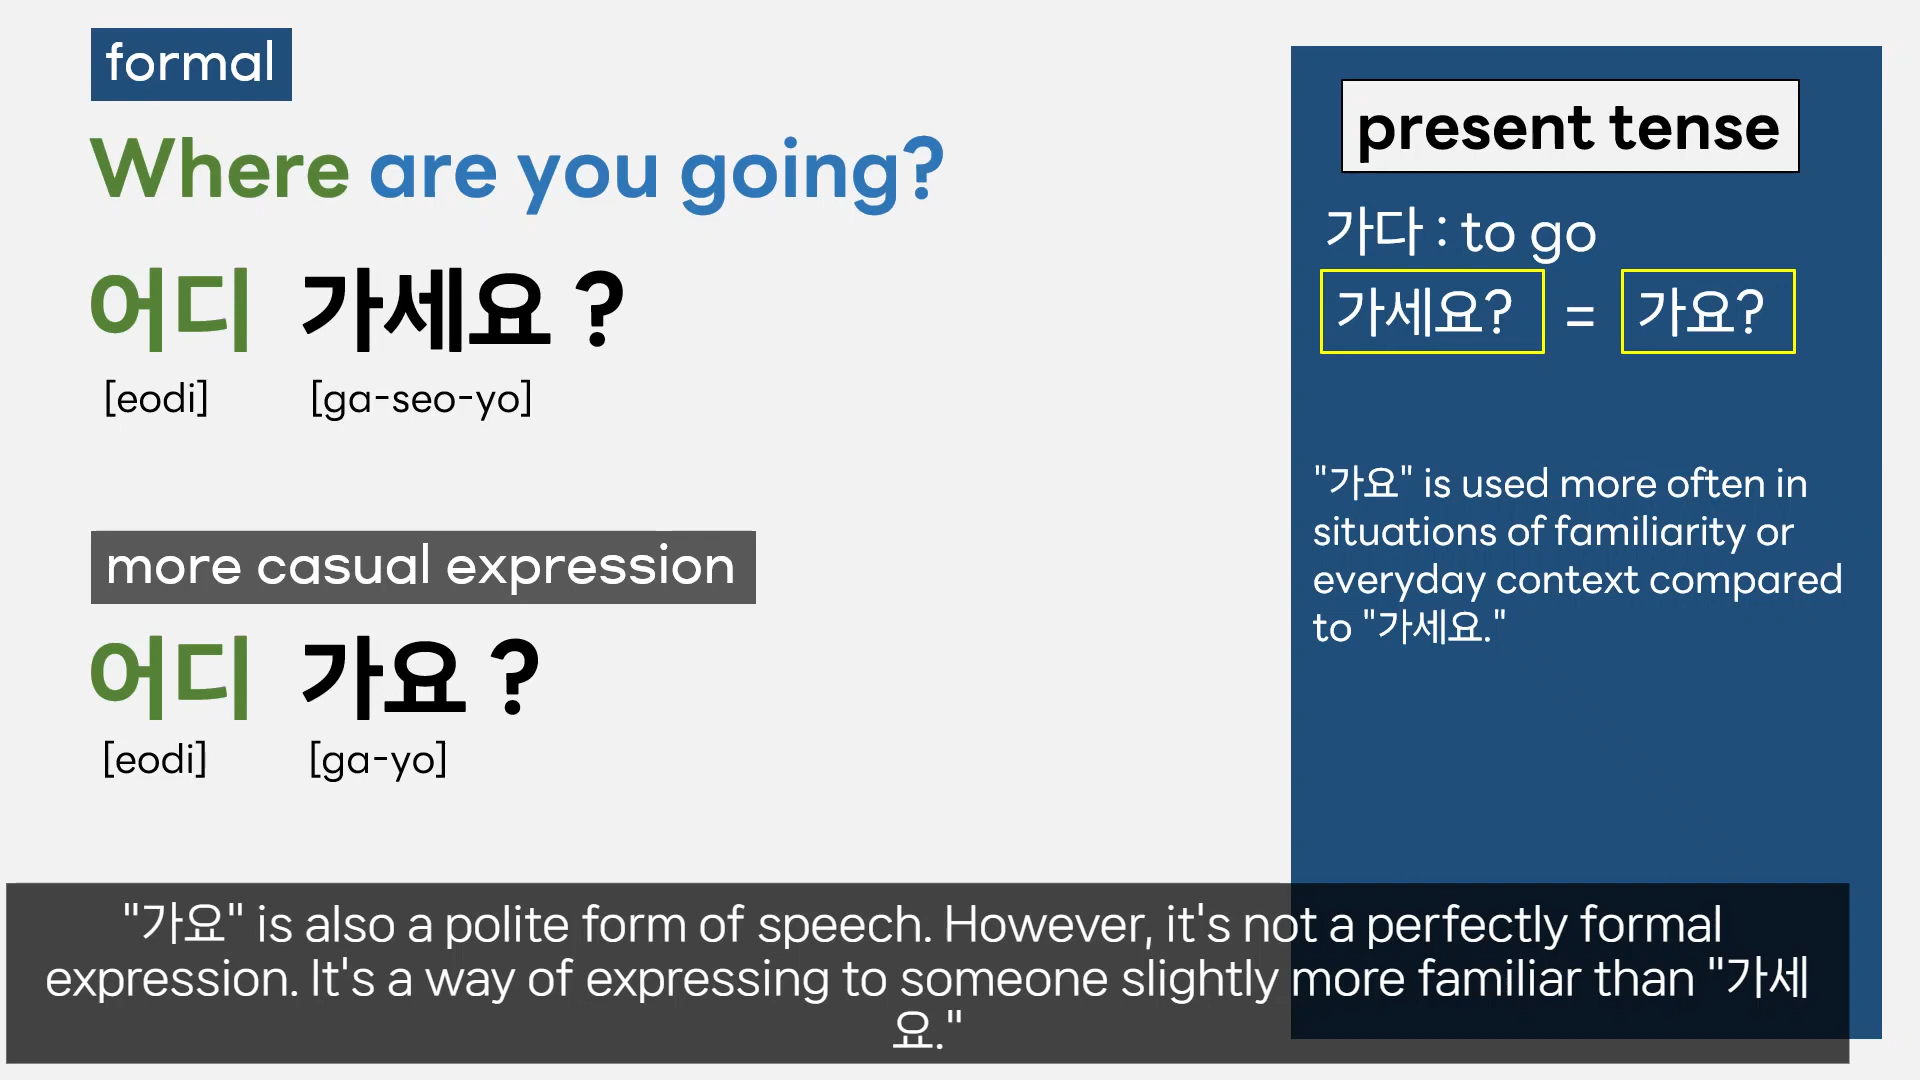 formal
Where are you going?
어디 가세요 ?
[eodi] [ga-seo-yo]
more casual expression
어디 가요 ?
[eodi] [ga-yo]
present tense
가다 : to go
가세요? = 가요?
"가요" is used more often in
situations of familiarity or
everyday context compared
to "가세요."
"가요" is also a polite form of speech. However, it's not a perfectly formal
expression. It's a way of expressing to someone slightly more familiar than "가세
요."